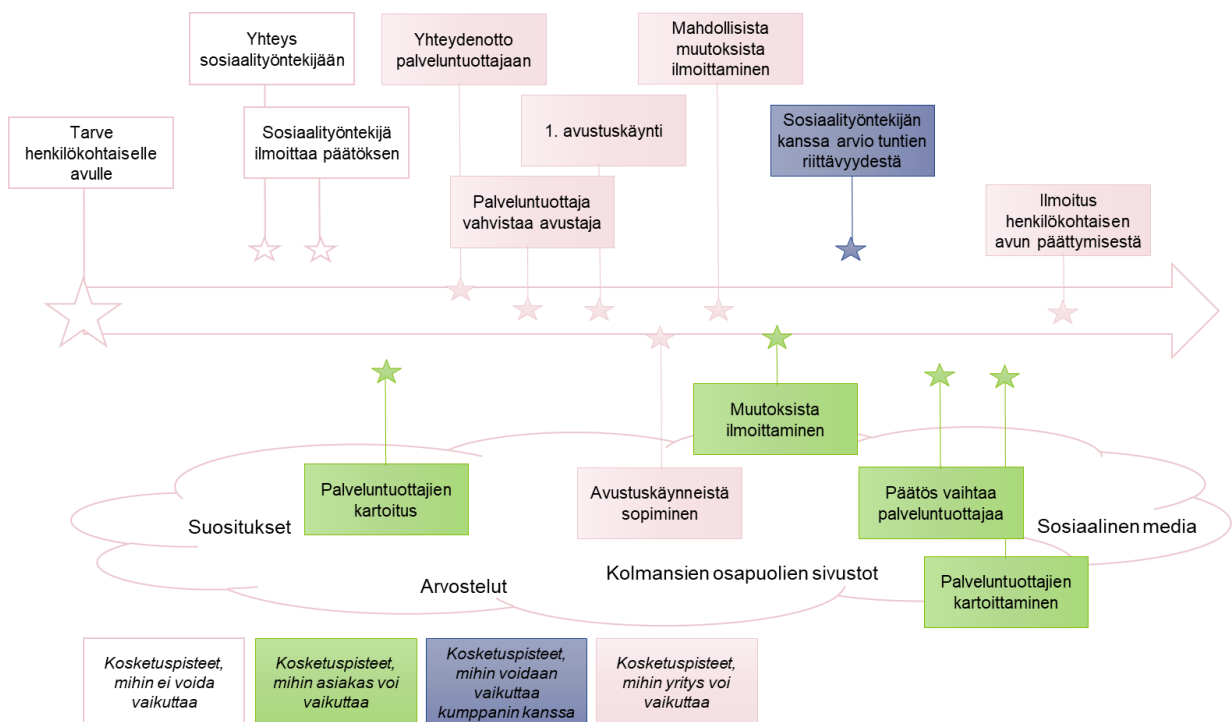 Yhteys
sosiaalityöntekijään
Yhteydenotto
palveluntuottajaan
Mahdollisista
muutoksista
ilmoittaminen
Tarve
henkilökohtaiselle
avulle
Sosiaalityöntekijä
ilmoittaa päätöksen
1. avustuskäynti
Sosiaalityöntekijän
kanssa arvio tuntien
riittävyydestä
Palveluntuottaja
vahvistaa avustaja
Ilmoitus
henkilökohtaisen
avun päättymisestä
Muutoksista
ilmoittaminen
Palveluntuottajien
kartoitus
Avustuskäynneistä
sopiminen
Päätös vaihtaa
palveluntuottajaa
Suositukset
Sosiaalinen media
Arvostelut
Kolmansien osapuolien sivustot
Palveluntuottajien
kartoittaminen
Kosketuspisteet,
mihin ei voida
vaikuttaa
Kosketuspisteet,
mihin asiakas voi
vaikuttaa
Kosketuspisteet,
mihin voidaan
vaikuttaa
kumppanin kanssa
Kosketuspisteet,
mihin yritys voi
vaikuttaa